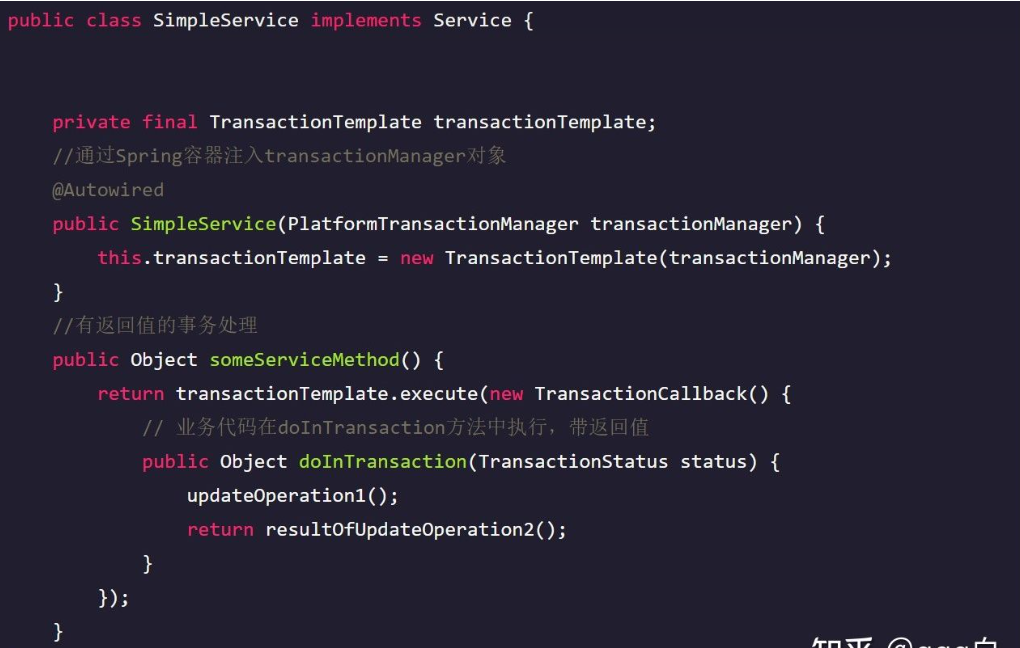 public class SimpleService implements Service {
private final TransactionTemplate transactionTemplate;
//通过Spring容器注入transactionManager对象
@Autowired
public SimpleService(PlatformTransactionManager transactionManager) {
this.transactionTemplate = new TransactionTemplate(transactionManager);
}
//有返回值的事务处理
public Object someServiceMethod() {
return transactionTemplate.execute(new TransactionCallback() {
// 业务代码在doInTransaction方法中执行，带返回值
public Object doInTransaction(TransactionStatus status) {
updateOperation1();
return resultOfUpdateOperation2();
}
});
}